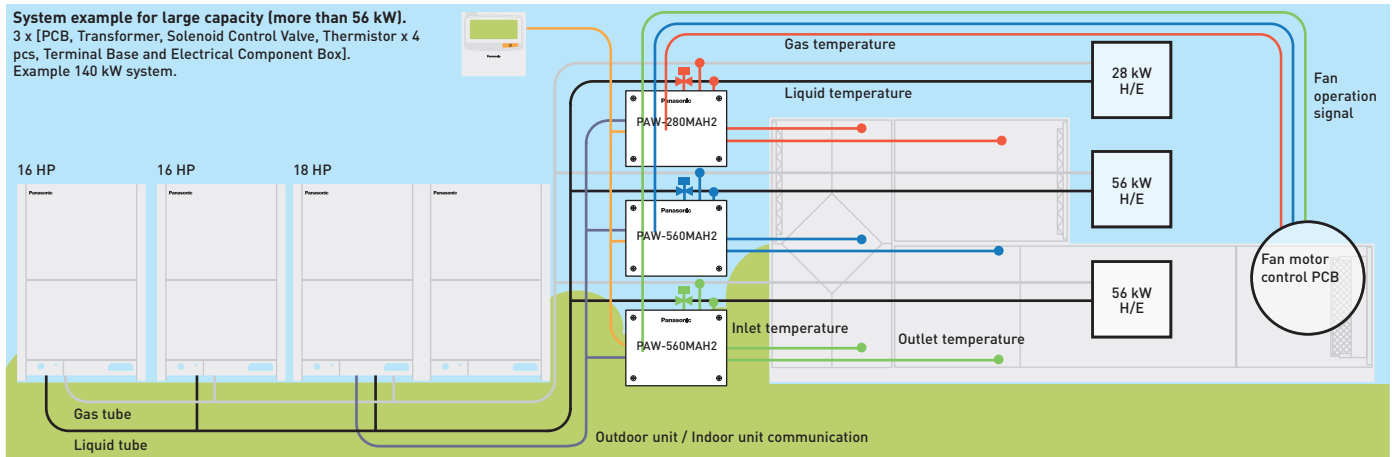 System example for large capacity (more than 56 kW).
3 x [PCB, Transformer, Solenoid Control Valve, Thermistor x 4
pcs, Terminal Base and Electrical Component Box].
Example 140 kW system.
Panasonic
Gas temperature
Liquid temperature
28 kW
H/E
Fan
operation
signal
Panasonic
PAW-280MAH2
16 HP
16 HP
18 HP
Panasonic
Panasonic
Panasonic
Panasonic
56 kW
H/E
Panasonic
PAW-560MAH2
Fan motor
control PCB
56 kW
H/E
Panasonic
PAW-560MAH2
Inlet temperature
Outlet temperature
Gas tube
Liquid tube
Outdoor unit / Indoor unit communication